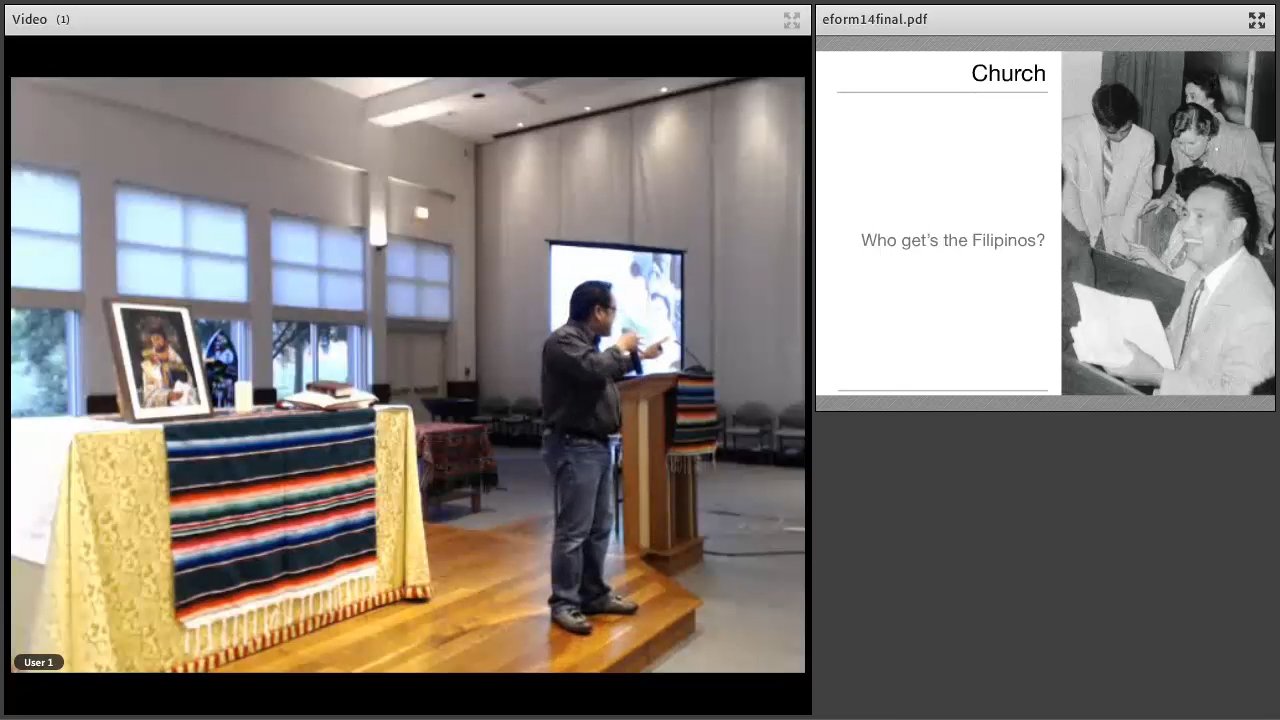 Video (1)
eform14final.pdf
Church
Who get's the Filipinos?
User 1